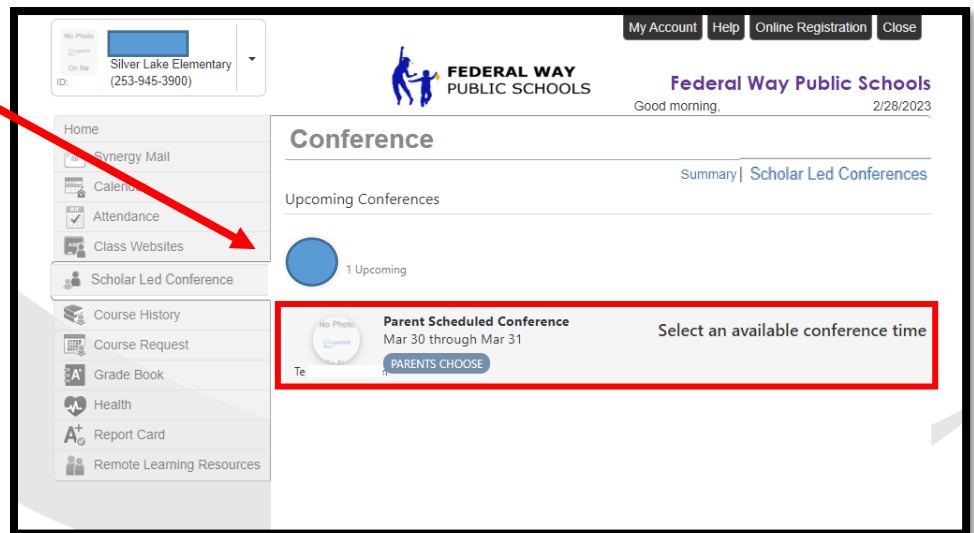 My Account Help Online Registration Close
No Photo
On file
Silver Lake Elementary
ID: (253-945-3900)
FEDERAL WAY
PUBLIC SCHOOLS
Federal Way Public Schools
Good morning, 2/28/2023
Home
Synergy Mail
Calendar
Attendance
Class Websites
Scholar Led Conference
Course History
Course Request
Grade Book
Health
Report Card
Remote Learning Resources
Conference
Summary| Scholar Led Conferences
Upcoming Conferences
1 Upcoming
No Photo
Parent Scheduled Conference
Mar 30 through Mar 31
PARENTS CHOOSE
Te
Select an available conference time